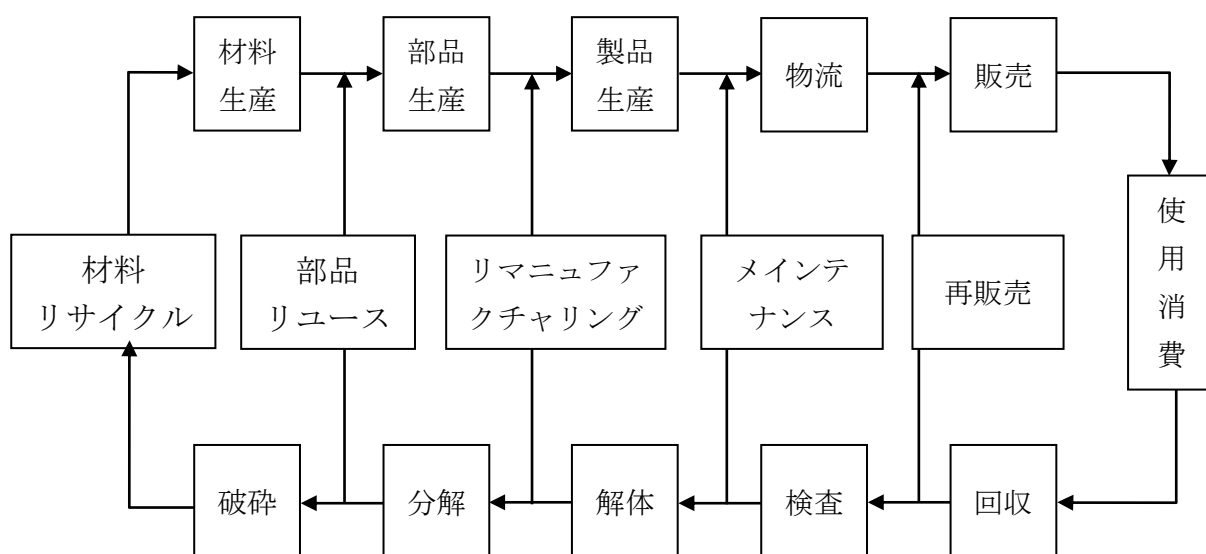 材料
生産
部品
生産
製品
生産
物流
販売
使
用
消
費
材料
リサイクル
部品
リユース
リマニュファ
クチャリング
メインテ
ナンス
再販売
破砕
分解
解体
検査
回収